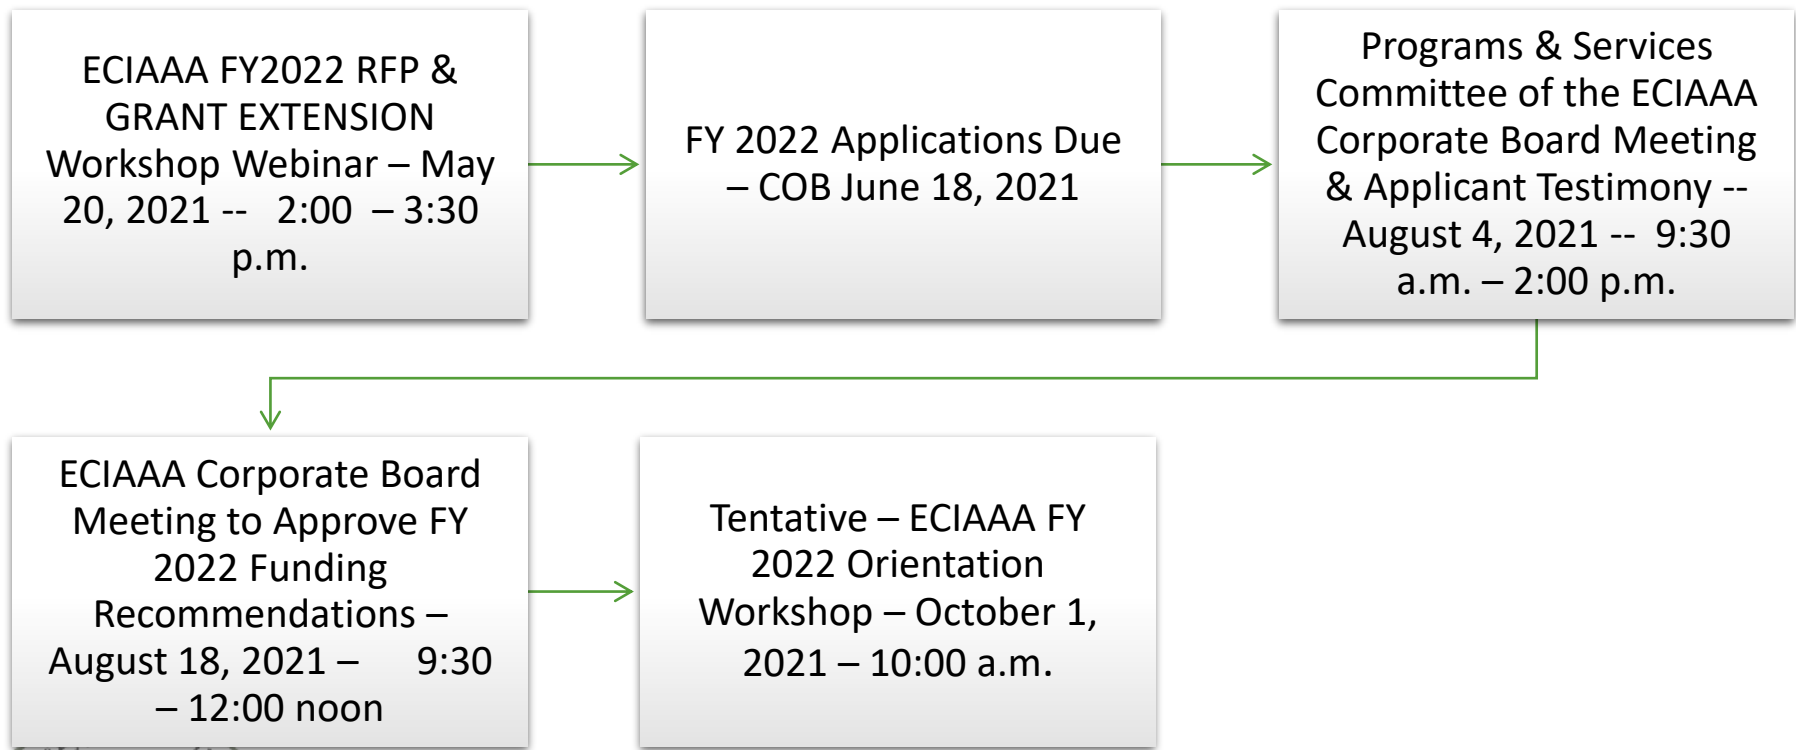 ECIAAA FY2022 RFP &
GRANT EXTENSION
Workshop Webinar – May
20, 2021 -- 2:00 – 3:30
p.m.
FY 2022 Applications Due
– COB June 18, 2021
Programs & Services
Committee of the ECIAAA
Corporate Board Meeting
& Applicant Testimony --
August 4, 2021 -- 9:30
a.m. – 2:00 p.m.
ECIAAA Corporate Board
Meeting to Approve FY
2022 Funding
Recommendations –
August 18, 2021 – 9:30
– 12:00 noon
Tentative – ECIAAA FY
2022 Orientation
Workshop – October 1,
2021 – 10:00 a.m.